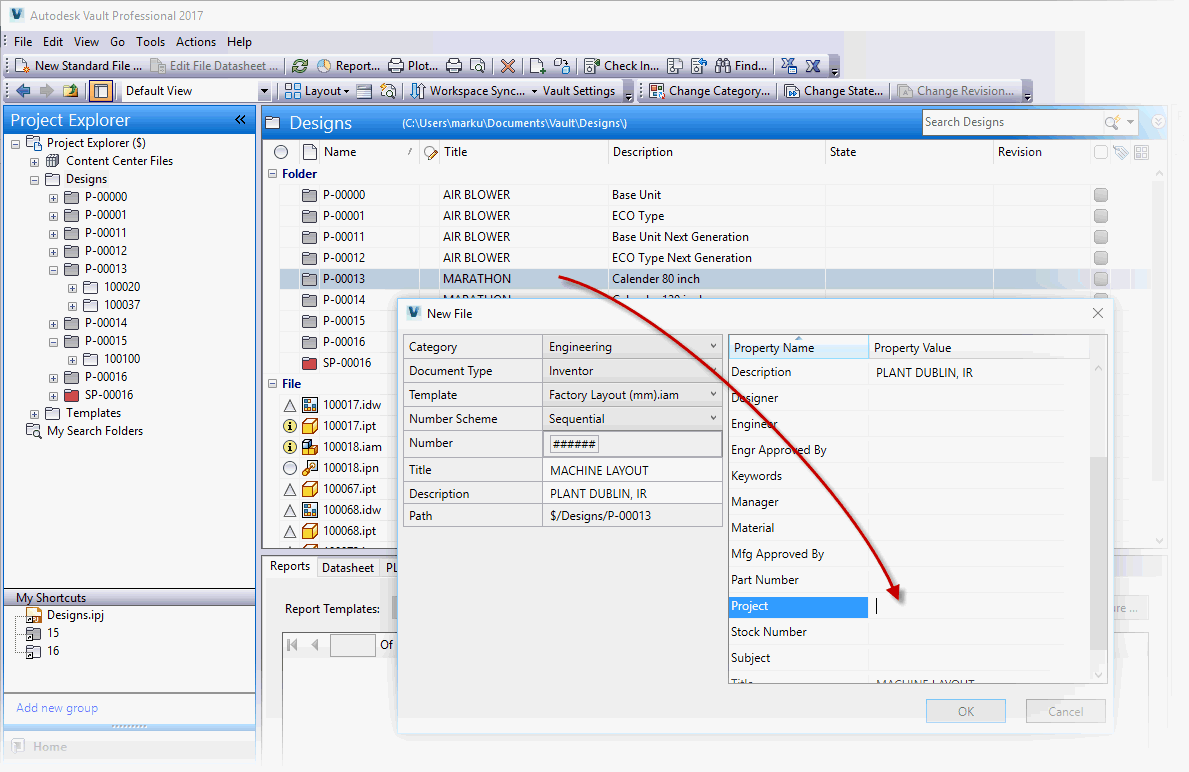 Autodesk Vault Professional 2017
File Edit View Go Tools Actions Help
New Standard File ... Edit File Datasheet ... Report... Plot... Check In... Find...
Default View Layout Workspace Sync... Vault Settings Change Category... Change State... Change Revision...
Project Explorer «
Project Explorer ($)
Content Center Files
Designs
P-00000
P-00001
P-00011
P-00012
P-00013
100020
100037
P-00014
P-00015
100100
P-00016
SP-00016
Templates
My Search Folders
My Shortcuts
Designs.ipj
15
16
Add new group
Home
Designs (C:\Users\marku\Documents\Vault\Designs\) Search Designs
Name / Title Description State Revision
Folder
P-00000 AIR BLOWER Base Unit
P-00001 AIR BLOWER ECO Type
P-00011 AIR BLOWER Base Unit Next Generation
P-00012 AIR BLOWER ECO Type Next Generation
P-00013 MARATHON Calender 80 inch
P-00014 MARATHON
P-00015
P-00016
SP-00016
File
100017.idw
100017.ipt
100018.iam
100018.ipn
100067.ipt
100068.idw
100068.ipt
Reports Datasheet PL
Report Templates:
Of
New File
Category Engineering
Document Type Inventor
Template Factory Layout (mm).iam
Number Scheme Sequential
Number ######
Title MACHINE LAYOUT
Description PLANT DUBLIN, IR
Path $/Designs/P-00013
Property Name Property Value
Description PLANT DUBLIN, IR
Designer
Engineer
Engr Approved By
Keywords
Manager
Material
Mfg Approved By
Part Number
Project
Stock Number
Subject
Title MACHINE LAYOUT
OK Cancel